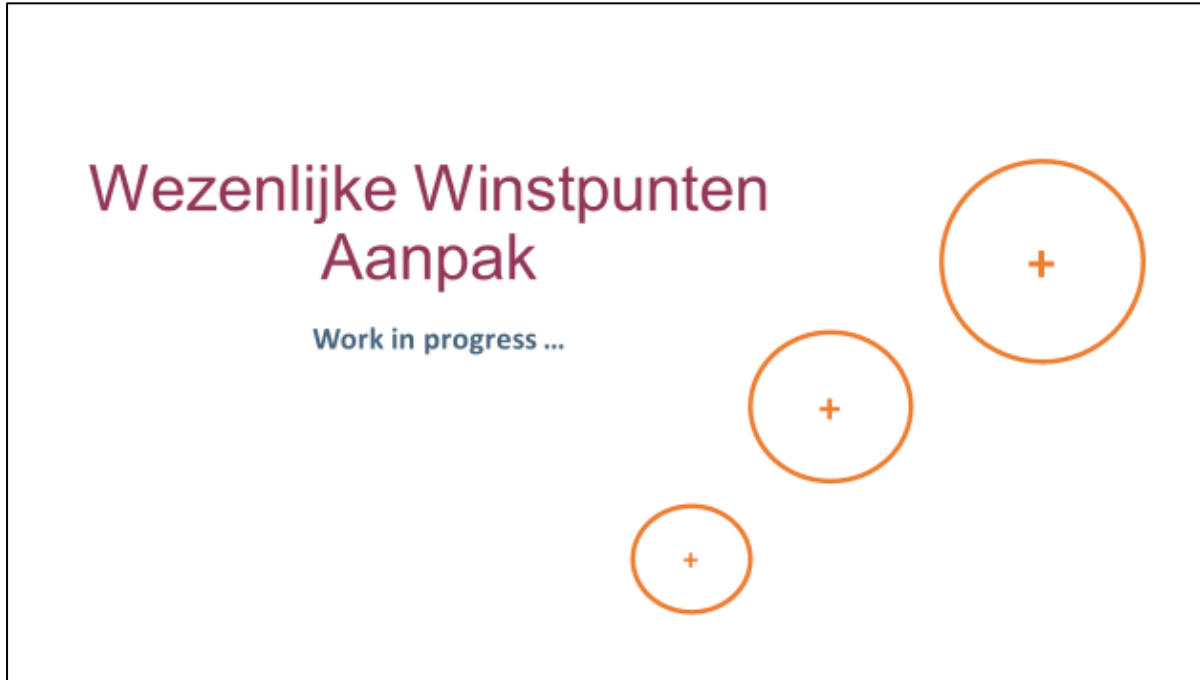 Wezenlijke Winstpunten
Aanpak
Work in progress ...
+
+
+